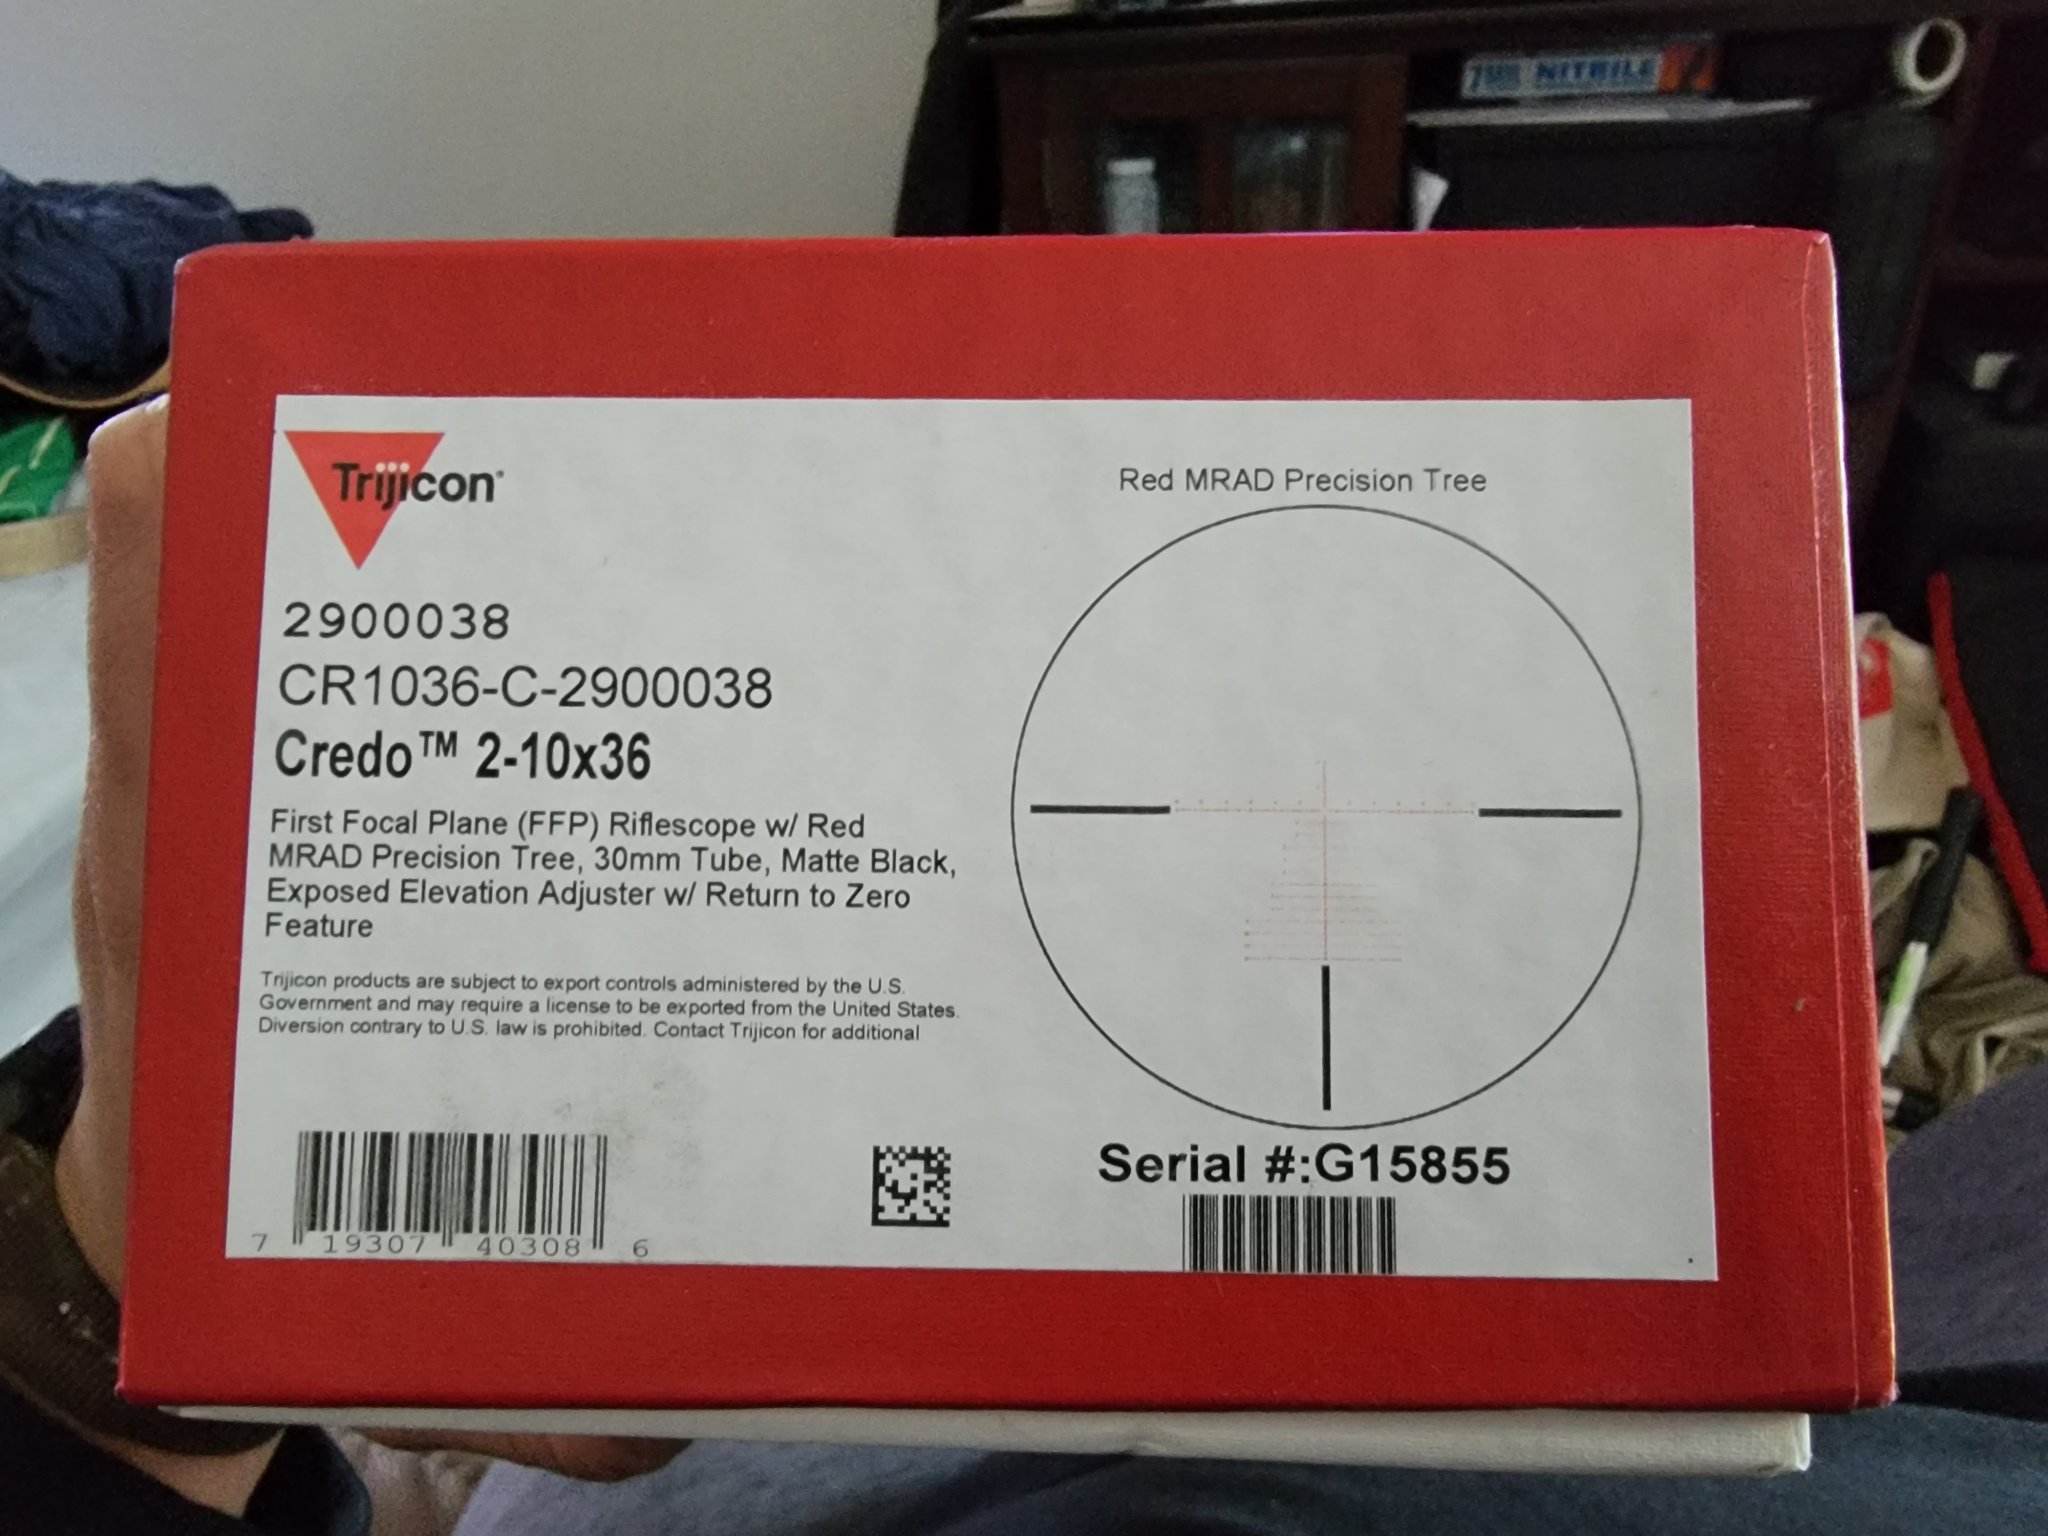 7MIL NITRILE
Trijicon®
2900038
CR1036-C-2900038
Credo™ 2-10x36
First Focal Plane (FFP) Riflescope w/ Red
MRAD Precision Tree, 30mm Tube, Matte Black,
Exposed Elevation Adjuster w/ Return to Zero
Feature
Trijicon products are subject to export controls administered by the U.S.
Government and may require a license to be exported from the United States.
Diversion contrary to U.S. law is prohibited. Contact Trijicon for additional
7 19307 40308 6
Red MRAD Precision Tree
Serial #:G15855